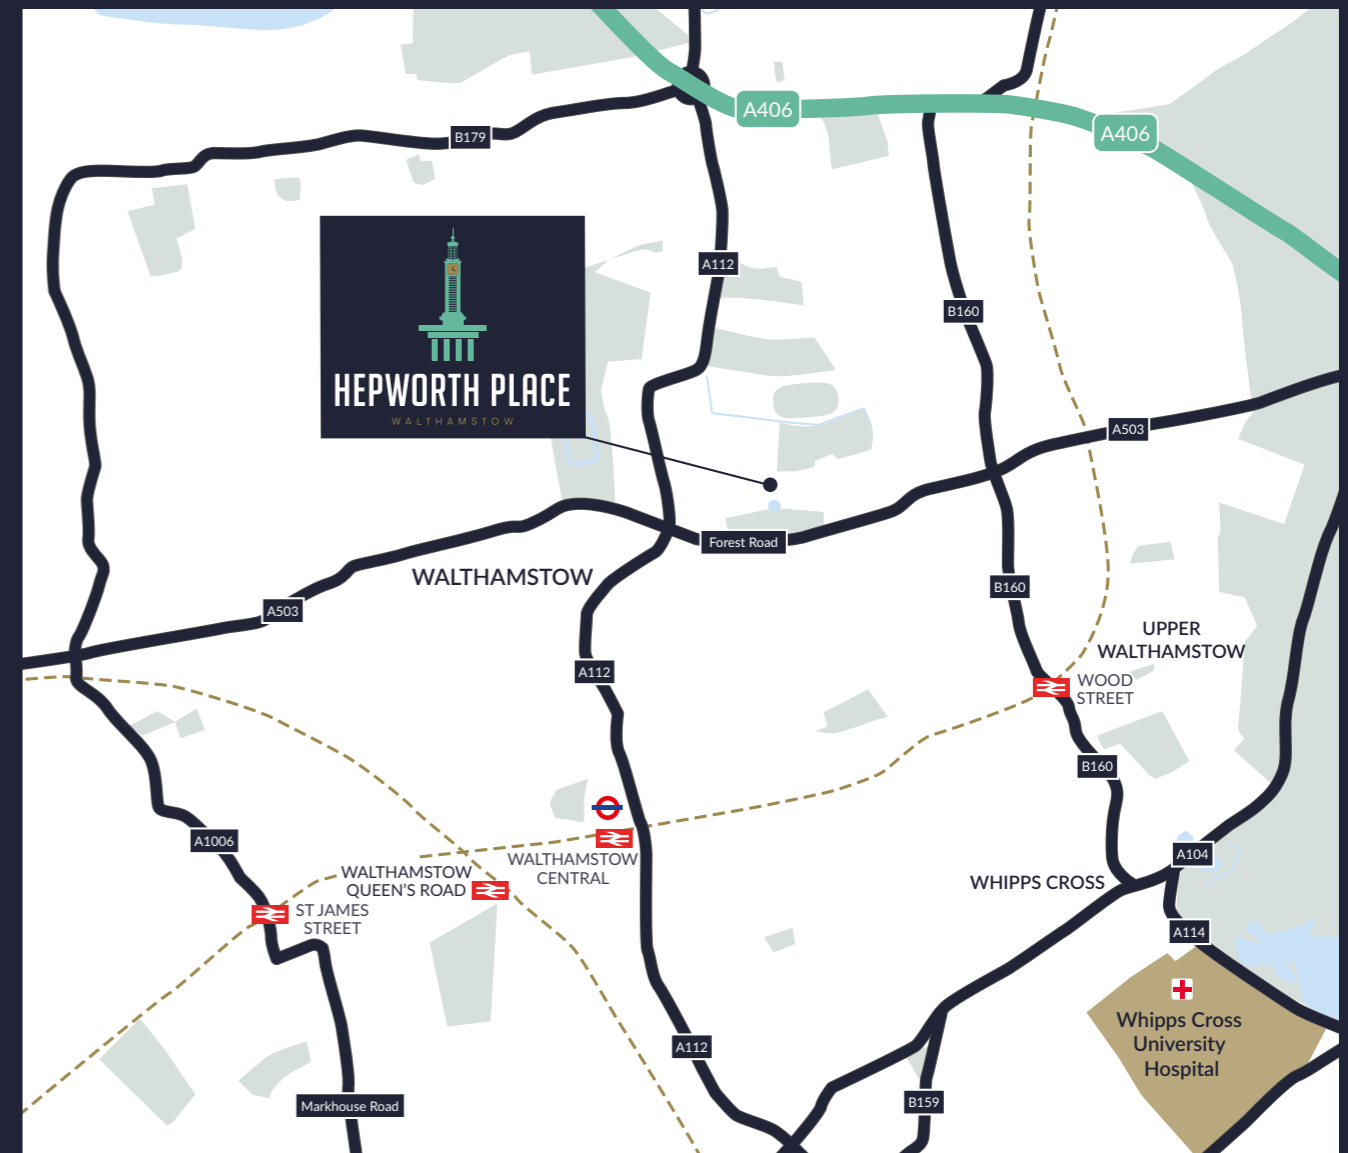 A406
A406
B179
A112
B160
HEPWORTH PLACE
WALTHAMSTOW
A503
Forest Road
WALTHAMSTOW
B160
A503
UPPER
WALTHAMSTOW
A112
WOOD
STREET
B160
A1006
WALTHAMSTOW
CENTRAL
A104
WALTHAMSTOW
QUEEN'S ROAD
WHIPPS CROSS
ST JAMES
STREET
A114
Whipps Cross
University
Hospital
A112
Markhouse Road
B159